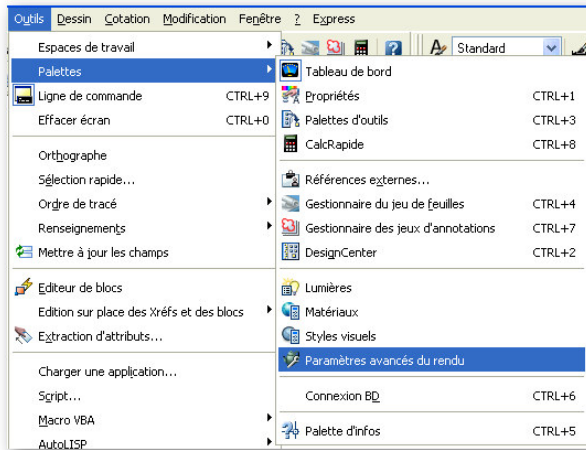 Outils Dessin Cotation Modification Fenêtre ? Express
Standard
Espaces de travail
Palettes
Ligne de commande CTRL+9
Effacer écran CTRL+0
Orthographe
Sélection rapide...
Ordre de tracé
Renseignements
Mettre à jour les champs
Editeur de blocs
Edition sur place des Xréfs et des blocs
Extraction d'attributs...
Charger une application...
Script...
Macro VBA
AutoLISP
Tableau de bord
Propriétés CTRL+1
Palettes d'outils CTRL+3
CalcRapide CTRL+8
Références externes...
Gestionnaire du jeu de feuilles CTRL+4
Gestionnaire des jeux d'annotations CTRL+7
DesignCenter CTRL+2
Lumières
Matériaux
Styles visuels
Paramètres avancés du rendu
Connexion BD CTRL+6
Palette d'infos CTRL+5